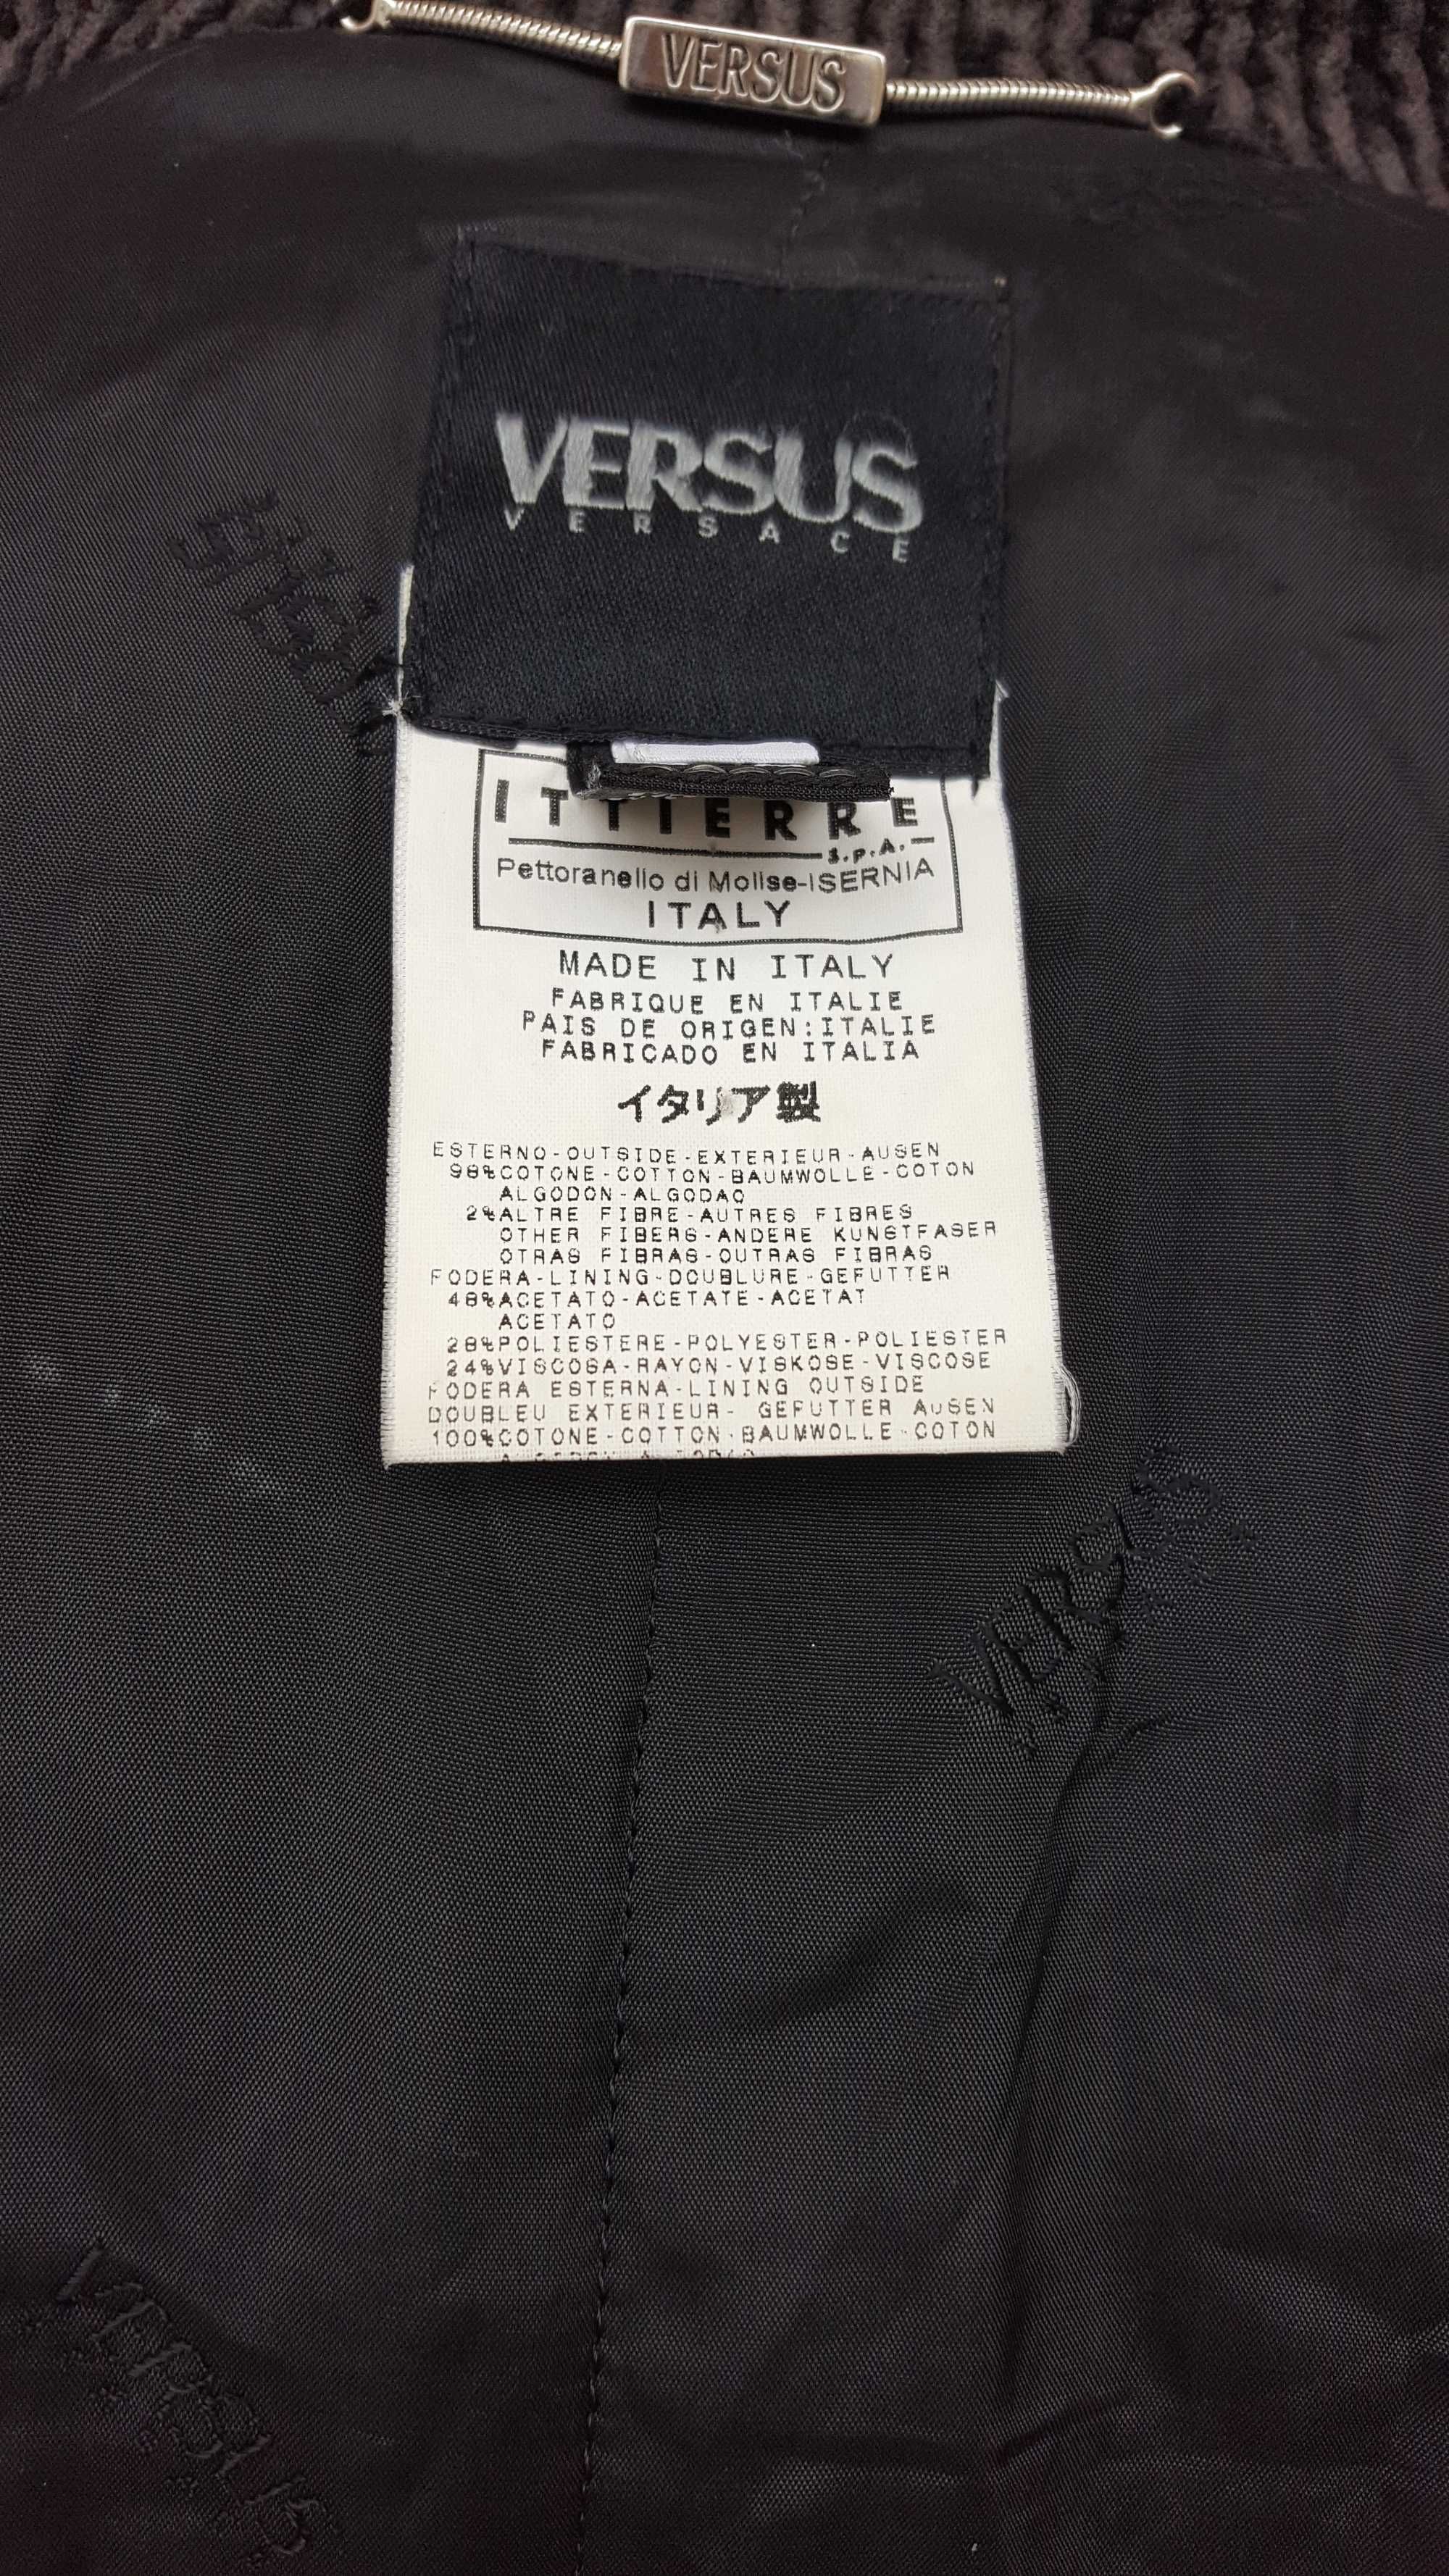 VERSUS
VERSUS
VERSACE
ITTIERRE
S.p.A.
Pettoranello di Molise-ISERNIA
ITALY
MADE IN ITALY
FABRIQUE EN ITALIE
PAIS DE ORIGEN:ITALIE
FABRICADO EN ITALIA
イタリア製
ESTERNO-OUTSIDE-EXTERIEUR-AUSEN
98%COTONE-COTTON-BAUMWOLLE-COTON
ALGODON-ALGODAO
2%ALTRE FIBRE-AUTRES FIBRES
OTHER FIBERS-ANDERE KUNSTFASER
OTRAS FIBRAS-OUTRAS FIBRAS
FODERA-LINING-DOUBLURE-GEFUTTER
48%ACETATO-ACETATE-ACETAT
ACETATO
28%POLIESTERE-POLYESTER-POLIESTER
24%VISCOSA-RAYON-VISKOSE-VISCOSE
FODERA ESTERNA-LINING OUTSIDE
DOUBLEU EXTERIEUR- GEFUTTER AUSEN
100%COTONE-COTTON-BAUMWOLLE-COTON
VERSUS
VERSUS